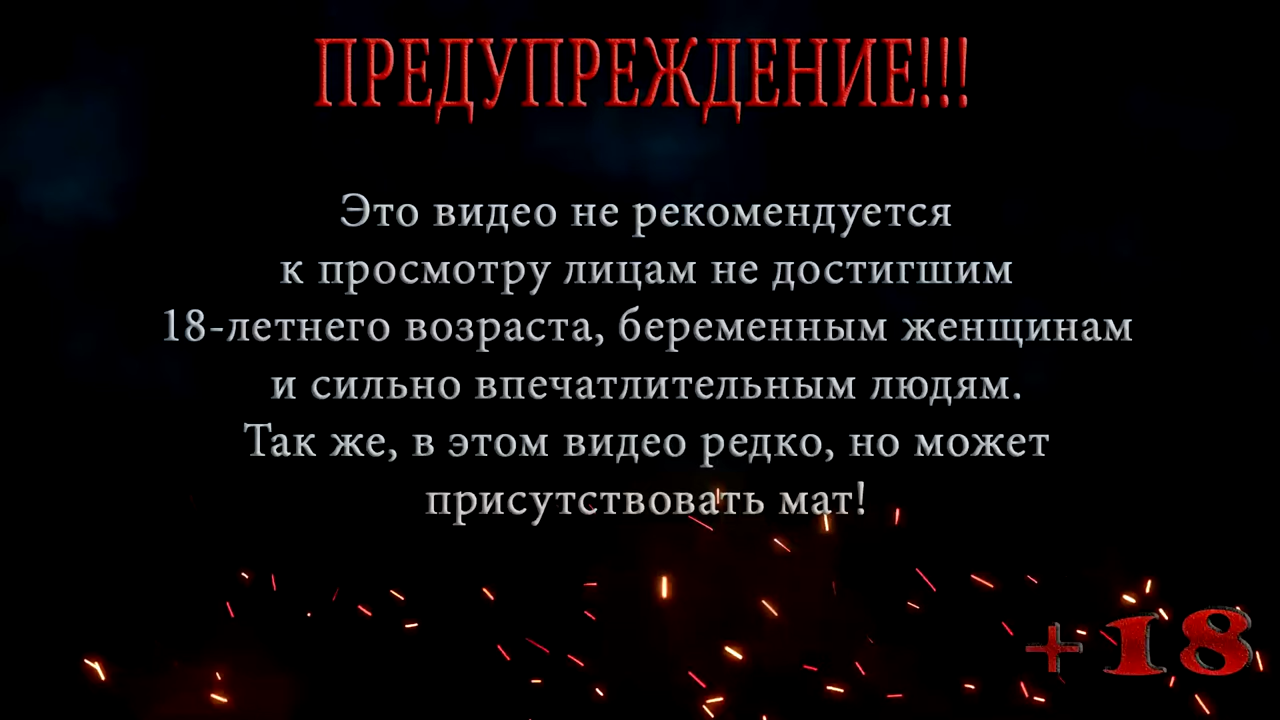 ПРЕДУПРЕЖДЕНИЕ!!!
Это видео не рекомендуется
к просмотру лицам не достигшим
18-летнего возраста, беременным женщинам
и сильно впечатлительным людям.
Так же, в этом видео редко, но может
присутствовать мат!
+18